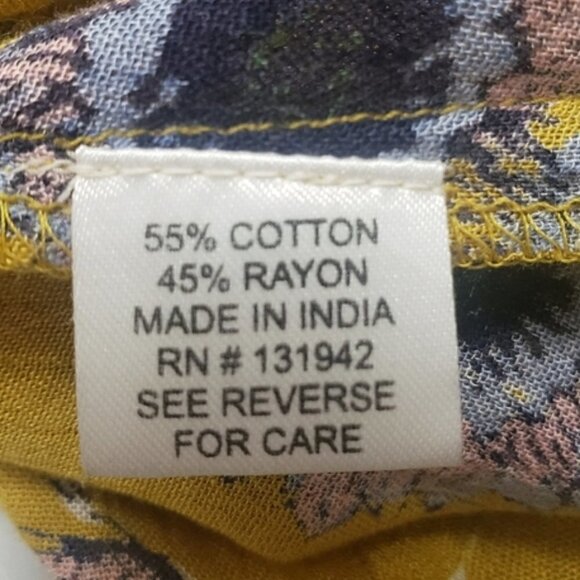 55% COTTON
45% RAYON
MADE IN INDIA
RN # 131942
SEE REVERSE
FOR CARE